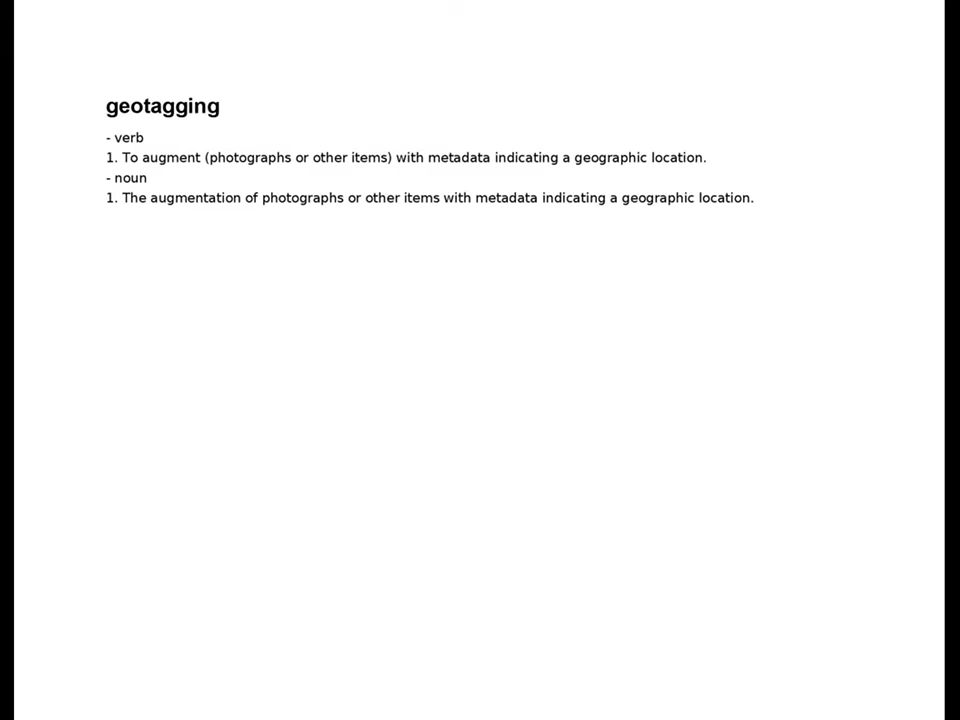 geotagging
- verb
1. To augment (photographs or other items) with metadata indicating a geographic location.
- noun
1. The augmentation of photographs or other items with metadata indicating a geographic location.